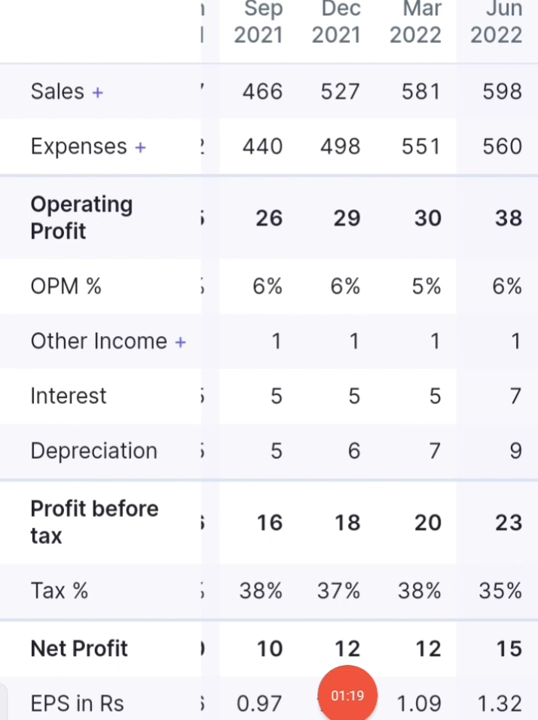 Sep Dec Mar Jun
2021 2021 2022 2022
Sales + 466 527 581 598
Expenses + 440 498 551 560
Operating
Profit 26 29 30 38
OPM % 6% 6% 5% 6%
Other Income + 1 1 1 1
Interest 5 5 5 7
Depreciation 5 6 7 9
Profit before
tax 16 18 20 23
Tax % 38% 37% 38% 35%
Net Profit 10 12 12 15
01:19
EPS in Rs 0.97 1.09 1.32